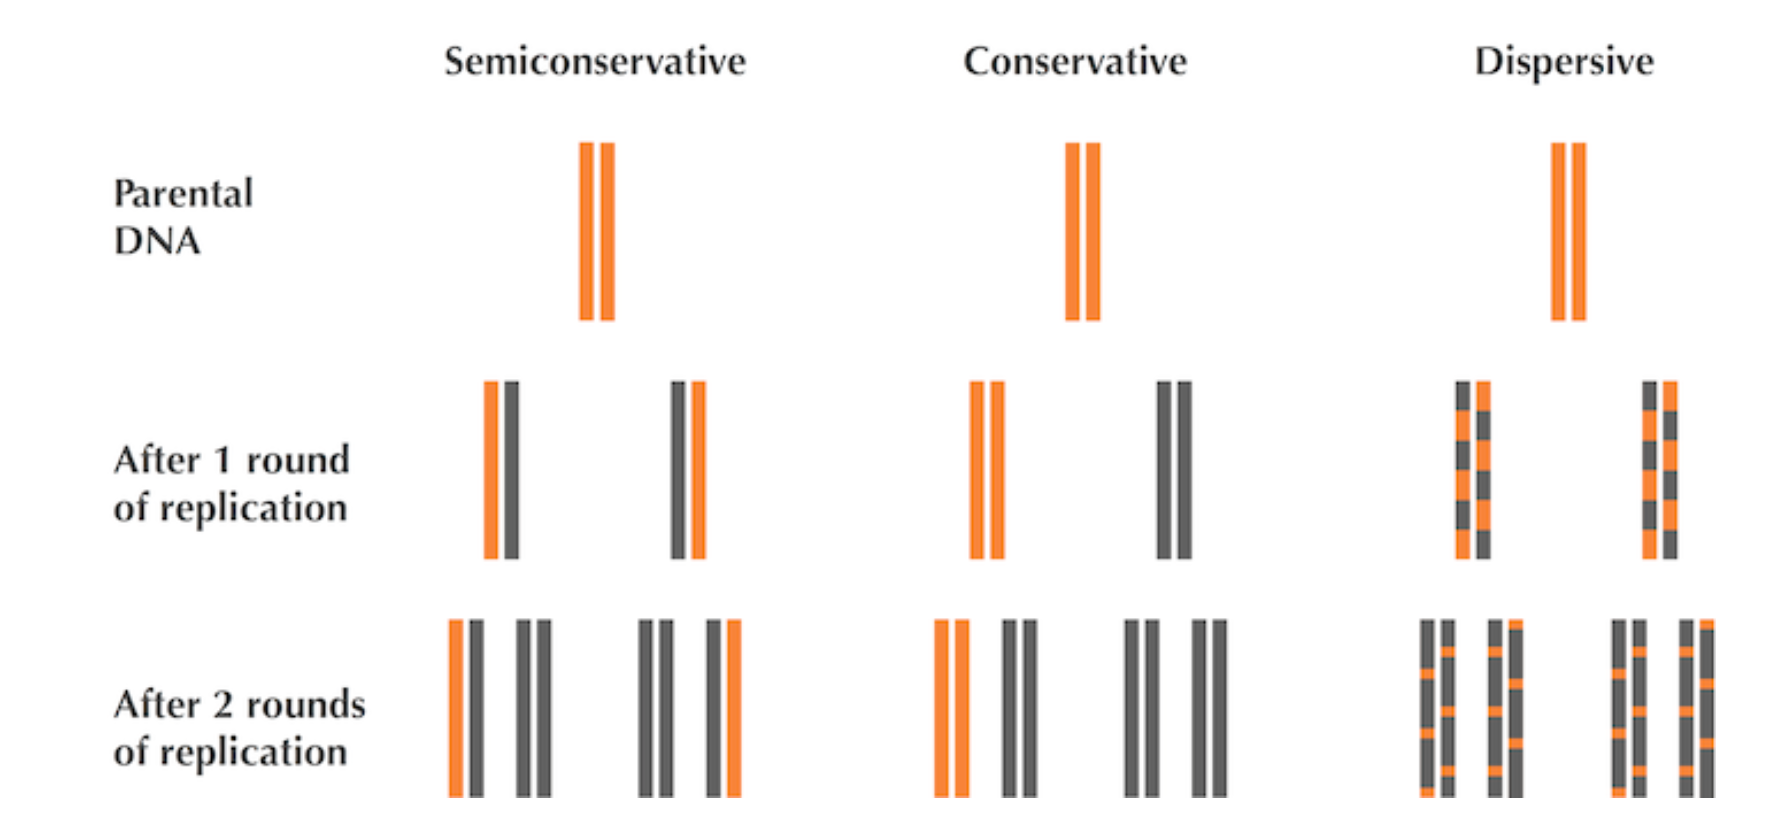 Semiconservative Conservative Dispersive
Parental
DNA
After 1 round
of replication
After 2 rounds
of replication